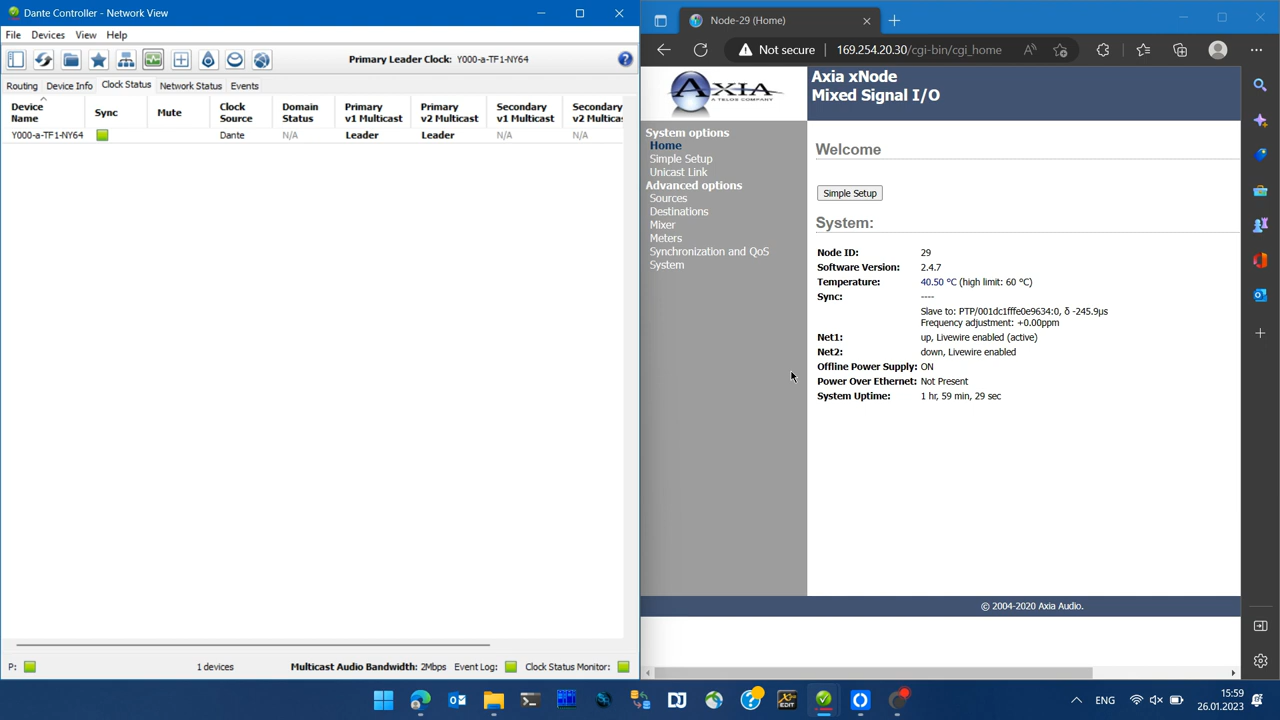 Dante Controller - Network View
File Devices View Help
Primary Leader Clock: Y000-a-TF1-NY64
Routing Device Info Clock Status Network Status Events
Device Name Sync Mute Clock Source Domain Status Primary v1 Multicast Primary v2 Multicast Secondary v1 Multicast Secondary v2 Multicas
Y000-a-TF1-NY64 Dante N/A Leader Leader N/A N/A
P: 1 devices Multicast Audio Bandwidth: 2Mbps Event Log: Clock Status Monitor:
Node-29 (Home)
Not secure 169.254.20.30/cgi-bin/cgi_home
AXIA
A TELOS COMPANY
Axia xNode
Mixed Signal I/O
System options
Home
Simple Setup
Unicast Link
Advanced options
Sources
Destinations
Mixer
Meters
Synchronization and QoS
System
Welcome
Simple Setup
System:
Node ID: 29
Software Version: 2.4.7
Temperature: 40.50 °C (high limit: 60 °C)
Sync: ----
Slave to: PTP/001dc1fffe0e9634:0, δ -245.9µs
Frequency adjustment: +0.00ppm
Net1: up, Livewire enabled (active)
Net2: down, Livewire enabled
Offline Power Supply: ON
Power Over Ethernet: Not Present
System Uptime: 1 hr, 59 min, 29 sec
© 2004-2020 Axia Audio.
EDIT
ENG
15:59
26.01.2023